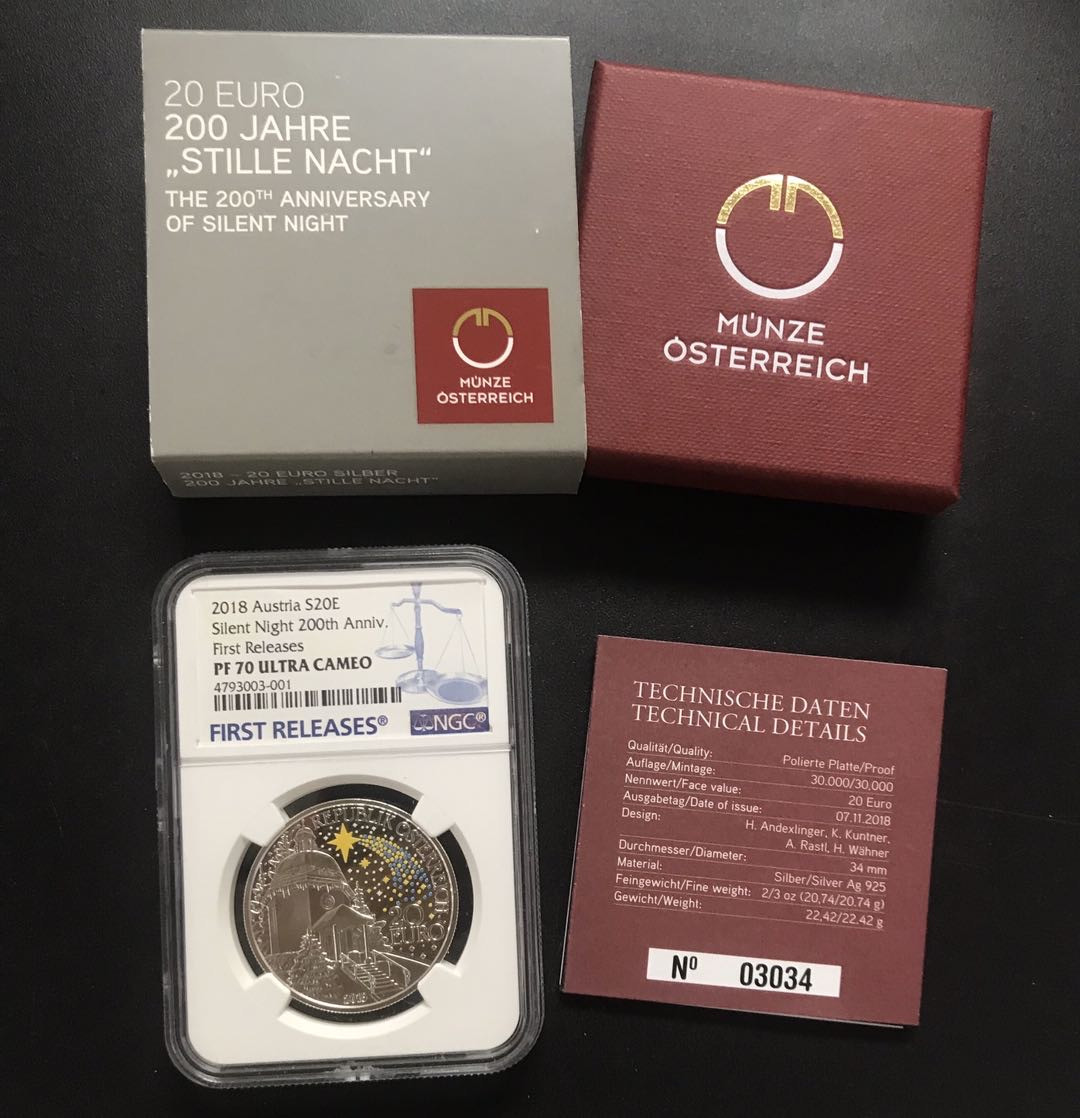 20 EURO
200 JAHRE
„STILLE NACHT“
THE 200TH ANNIVERSARY
OF SILENT NIGHT
MÜNZE
ÖSTERREICH
2018 – 20 EURO SILBER
200 JAHRE „STILLE NACHT“
MÜNZE
ÖSTERREICH
2018 Austria S20E
Silent Night 200th Anniv.
First Releases
PF 70 ULTRA CAMEO
4793003-001
FIRST RELEASES®
NGC®
REPUBLIK ÖSTERREICH
20
EURO
2018
TECHNISCHE DATEN
TECHNICAL DETAILS
Qualität/Quality: Polierte Platte/Proof
Auflage/Mintage: 30.000/30,000
Nennwert/Face value: 20 Euro
Ausgabetag/Date of issue: 07.11.2018
Design: H. Andexlinger, K. Kuntner,
A. Rastl, H. Wähner
Durchmesser/Diameter: 34 mm
Material: Silber/Silver Ag 925
Feingewicht/Fine weight: 2/3 oz (20,74/20.74 g)
Gewicht/Weight: 22,42/22.42 g
Nº 03034